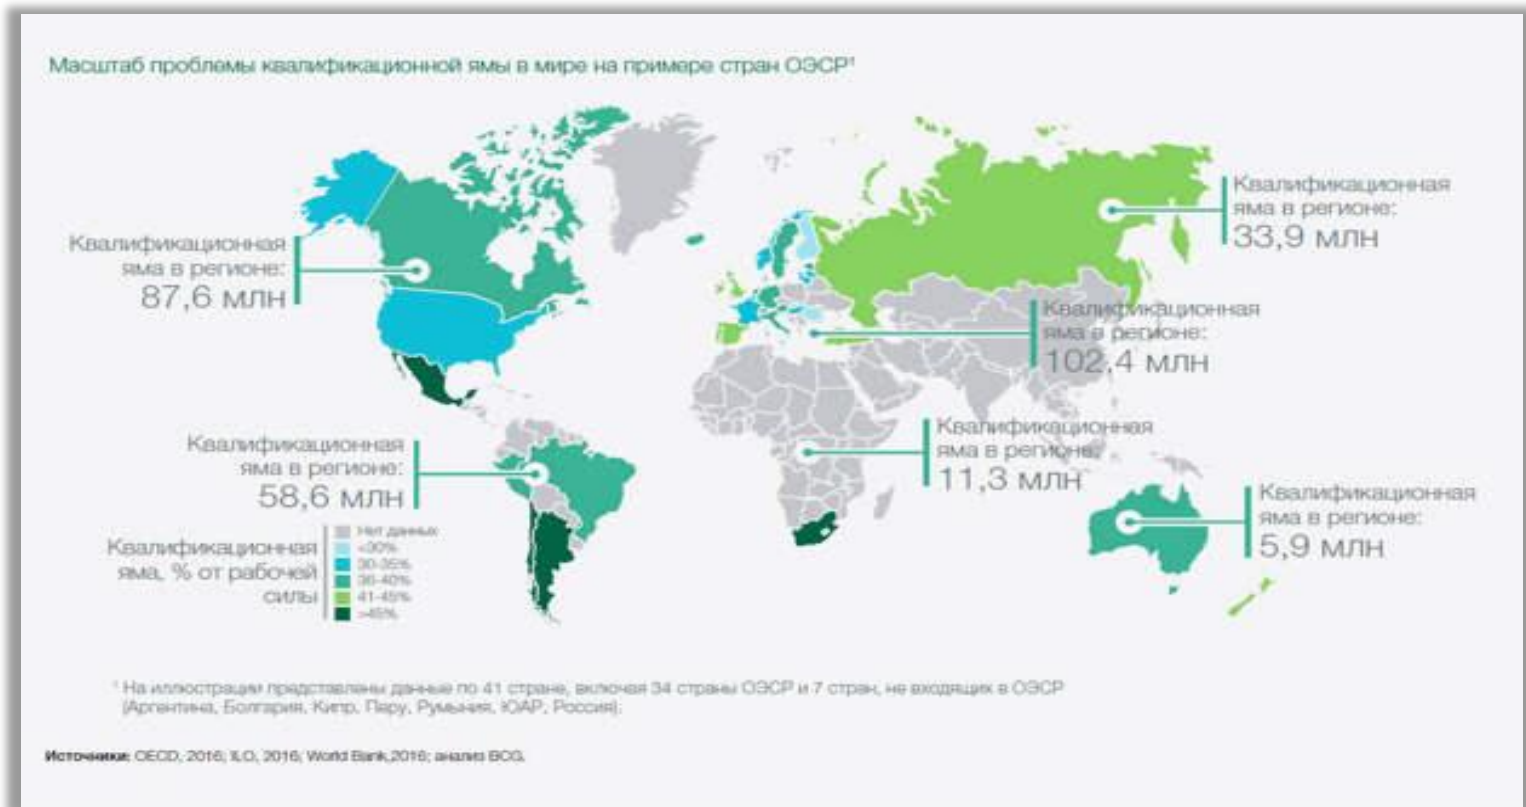 Масштаб проблемы квалификационной ямы в мире на примере стран ОЭСР¹
Квалификационная
яма в регионе:
87,6 млн
Квалификационная
яма в регионе:
33,9 млн
Квалификационная
яма в регионе:
102,4 млн
Квалификационная
яма в регионе:
58,6 млн
Квалификационная
яма в регионе:
11,3 млн
Квалификационная
яма в регионе:
5,9 млн
Квалификационная
яма, % от рабочей
силы
Нет данных
<30%
30-35%
36-40%
41-45%
>45%
¹ На иллюстрации представлены данные по 41 стране, включая 34 страны ОЭСР и 7 стран, не входящих в ОЭСР
(Аргентина, Болгария, Кипр, Перу, Румыния, ЮАР, Россия).
Источники: OECD, 2016; ILO, 2016; World Bank,2016; анализ BCG.